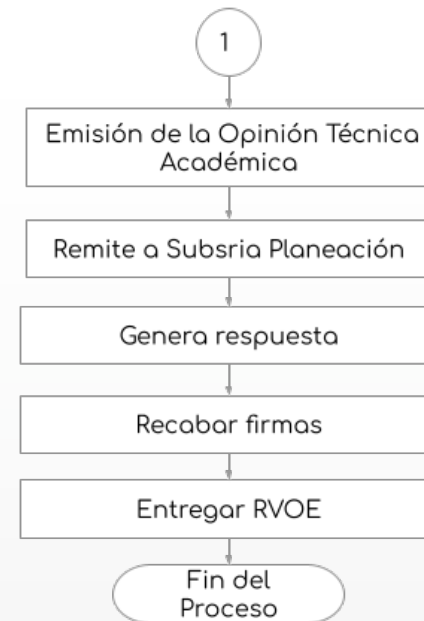 1
Emisión de la Opinión Técnica
Académica
Remite a Subsria Planeación
Genera respuesta
Recabar firmas
Entregar RVOE
Fin del
Proceso